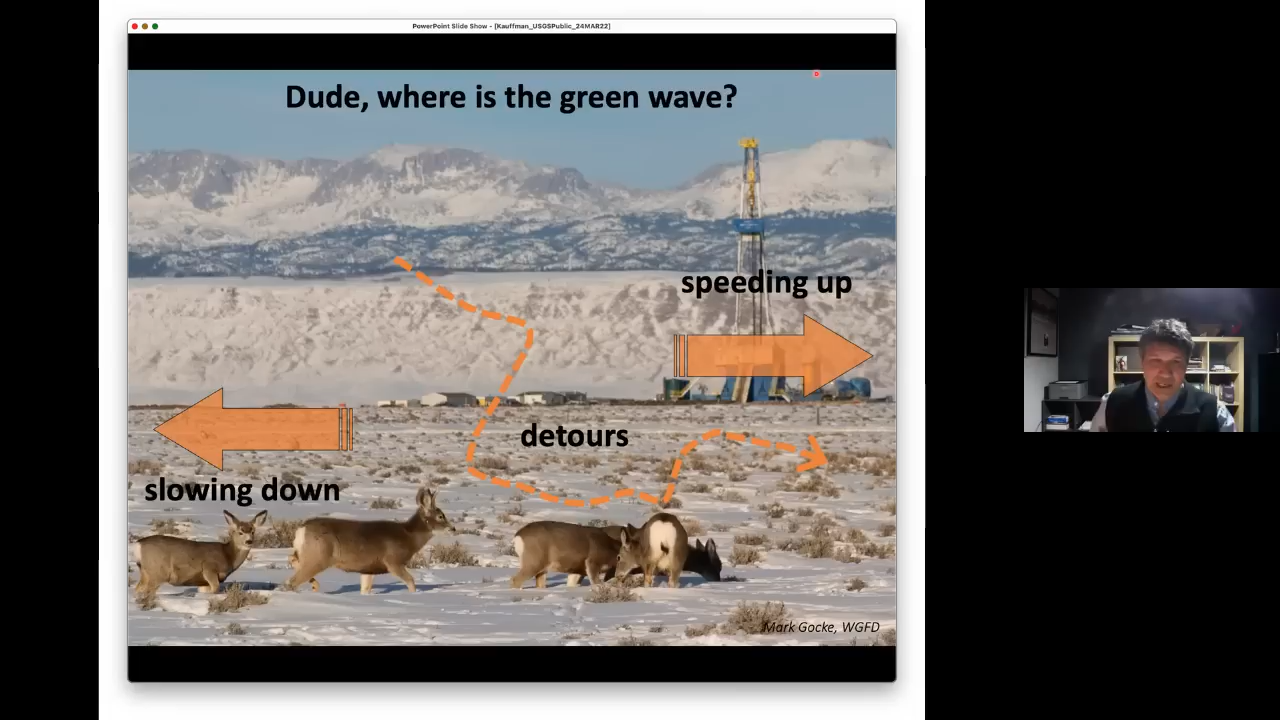 PowerPoint Slide Show - [Kauffman_USGSPublic_24MAR22]
Dude, where is the green wave?
speeding up
detours
slowing down
Mark Gocke, WGFD